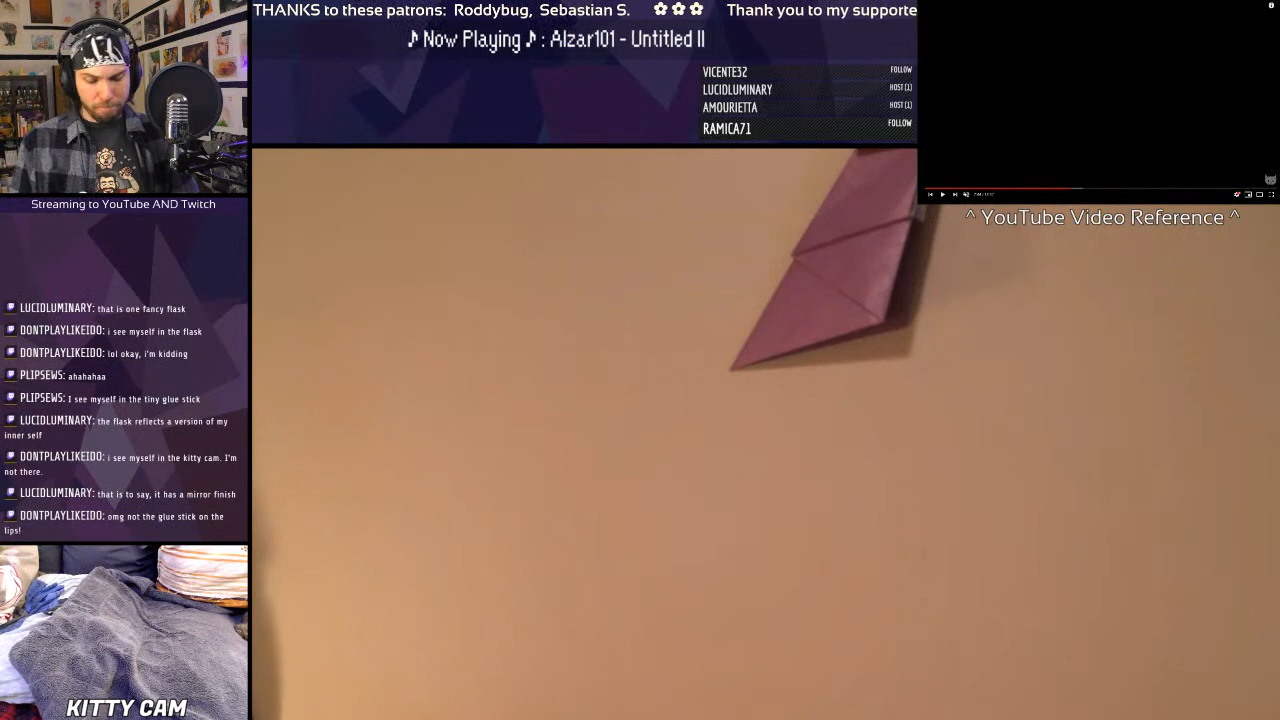 THANKS to these patrons: Roddybug, Sebastian S. ✿ ✿ ✿ Thank you to my supporte
♪ Now Playing ♪ : Alzar101 - Untitled II
VICENTE32 FOLLOW
LUCIDLUMINARY HOST(1)
AMOURIETTA HOST(1)
RAMICA71 FOLLOW
Streaming to YouTube AND Twitch
^ YouTube Video Reference ^
LUCIDLUMINARY: that is one fancy flask
DONTPLAYLIKEIDO: i see myself in the flask
DONTPLAYLIKEIDO: lol okay, i'm kidding
PLIPSEWS: ahahahaa
PLIPSEWS: I see myself in the tiny glue stick
LUCIDLUMINARY: the flask reflects a version of my
inner self
DONTPLAYLIKEIDO: i see myself in the kitty cam. I'm
not there.
LUCIDLUMINARY: that is to say, it has a mirror finish
DONTPLAYLIKEIDO: omg not the glue stick on the
lips!
KITTY CAM